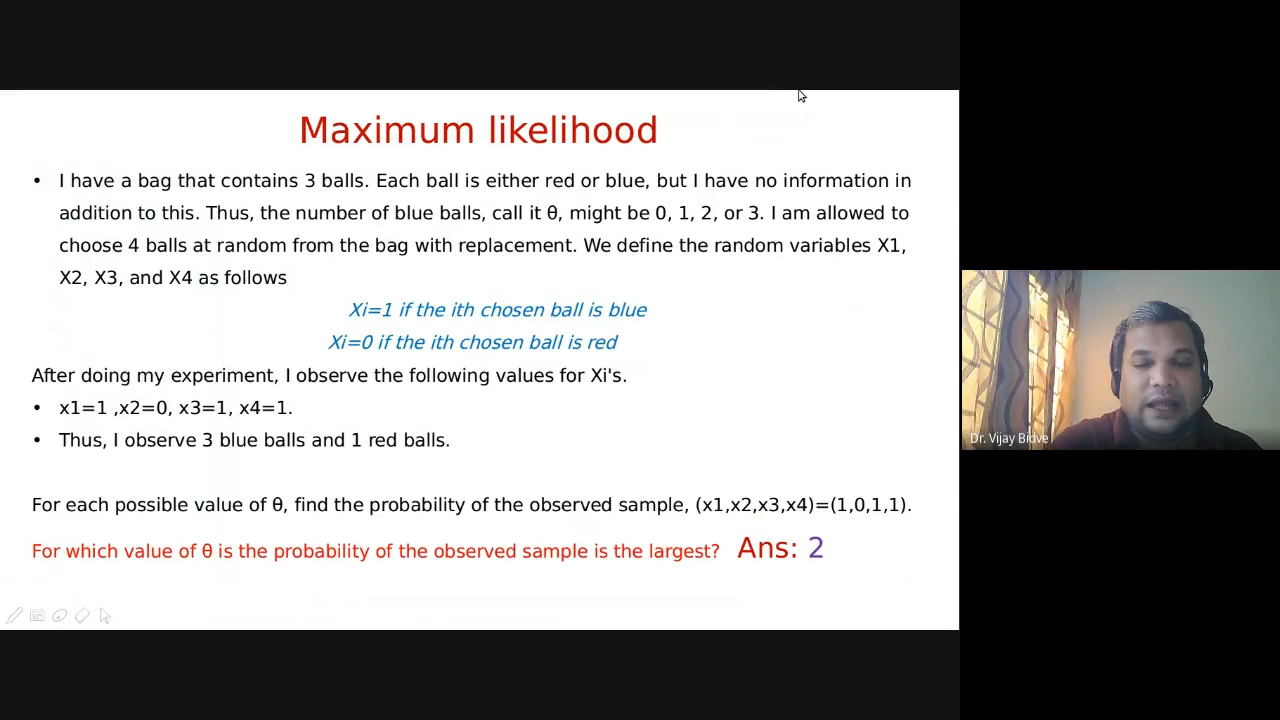 Maximum likelihood
• I have a bag that contains 3 balls. Each ball is either red or blue, but I have no information in
addition to this. Thus, the number of blue balls, call it θ, might be 0, 1, 2, or 3. I am allowed to
choose 4 balls at random from the bag with replacement. We define the random variables X1,
X2, X3, and X4 as follows
Xi=1 if the ith chosen ball is blue
Xi=0 if the ith chosen ball is red
After doing my experiment, I observe the following values for Xi's.
• x1=1 ,x2=0, x3=1, x4=1.
• Thus, I observe 3 blue balls and 1 red balls.
For each possible value of θ, find the probability of the observed sample, (x1,x2,x3,x4)=(1,0,1,1).
For which value of θ is the probability of the observed sample is the largest? Ans: 2
Dr. Vijay Bidve